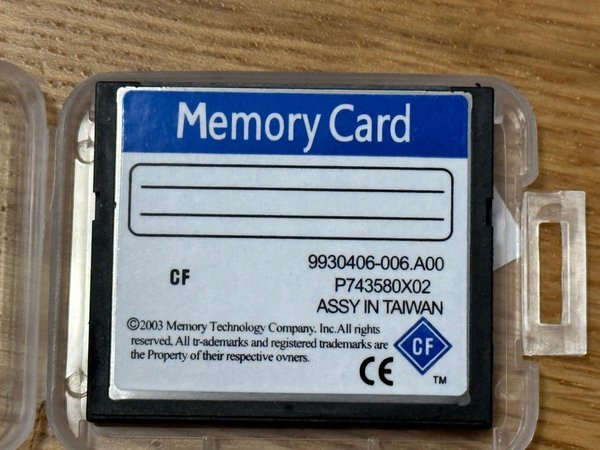 Memory Card
9930406-006.A00
CF
P743580X02
ASSY IN TAIWAN
©2003 Memory Technology Company. Inc.All rights
reserved, All tr-ademarks and registered trademarks are
the Property of their respective owners.
CF
CE
TM